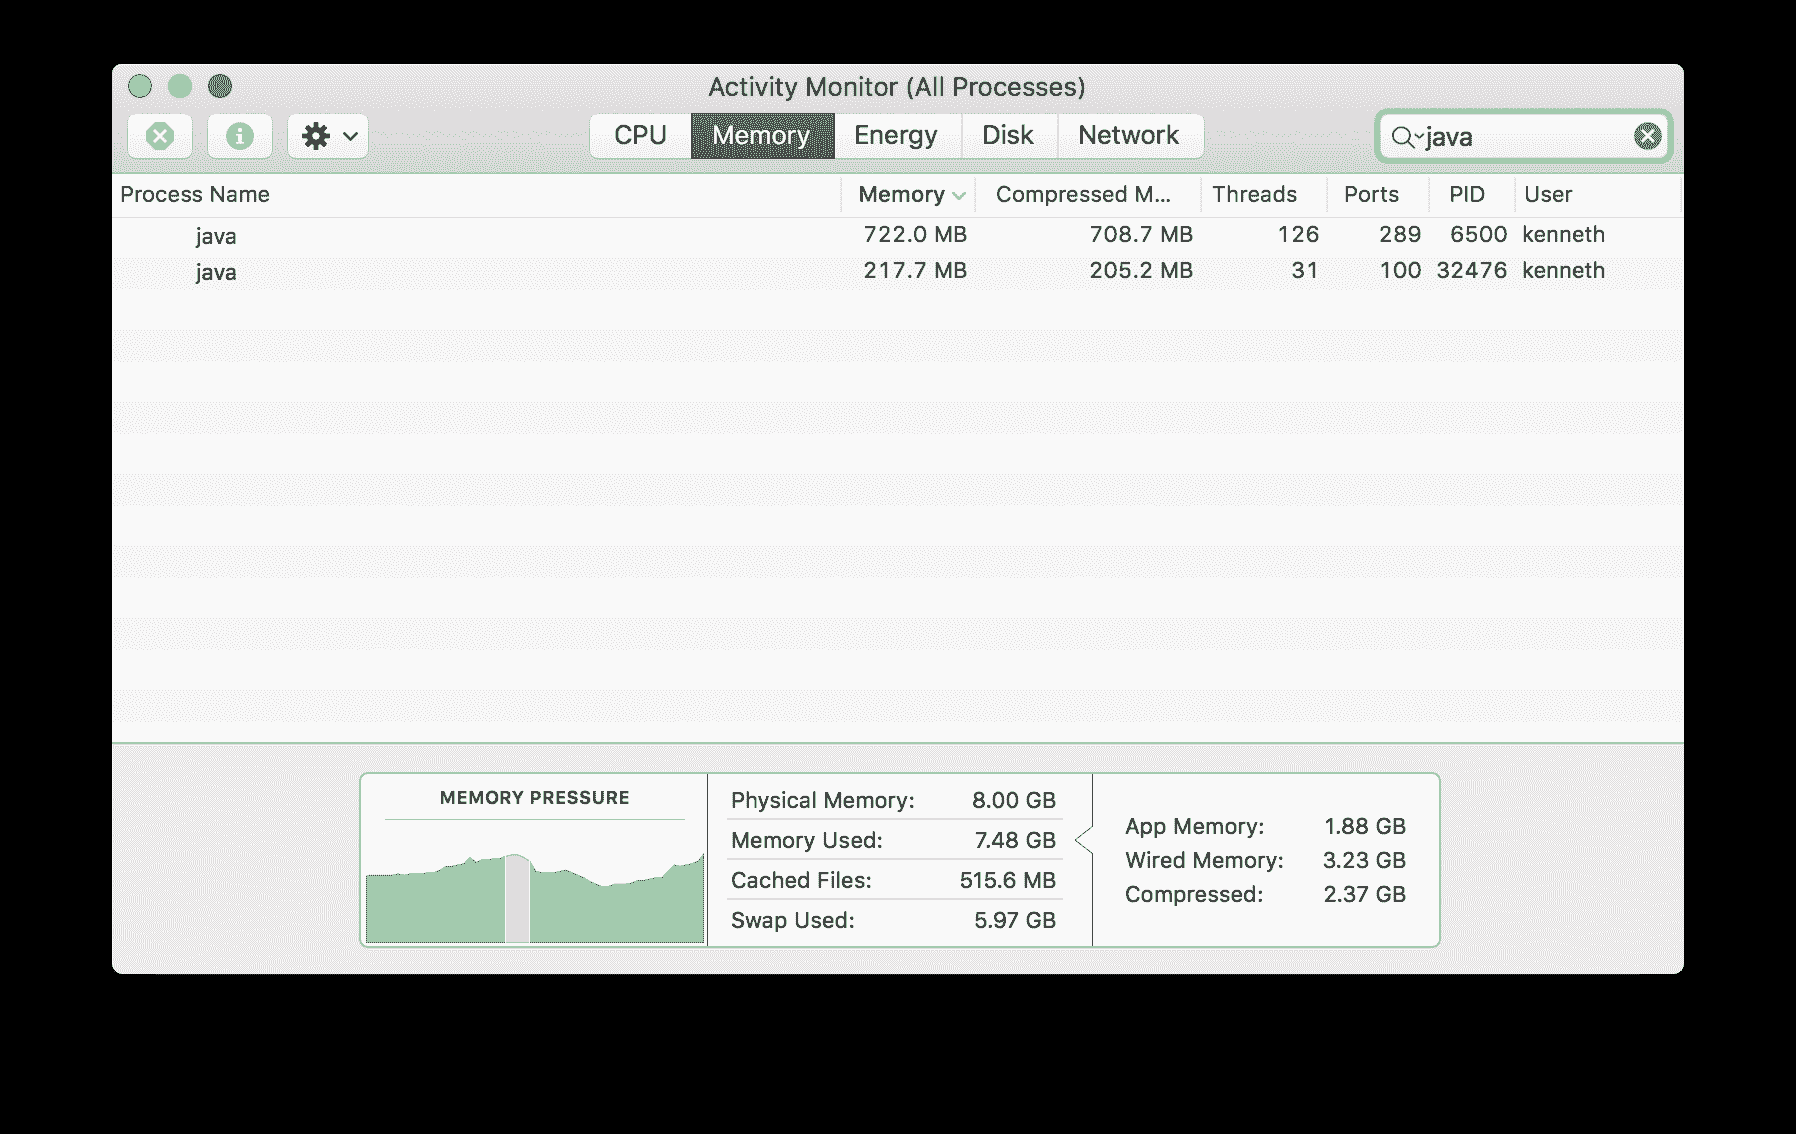 Activity Monitor (All Processes)
CPU Memory Energy Disk Network java
Process Name Memory Compressed M... Threads Ports PID User
java 722.0 MB 708.7 MB 126 289 6500 kenneth
java 217.7 MB 205.2 MB 31 100 32476 kenneth
MEMORY PRESSURE
Physical Memory: 8.00 GB
Memory Used: 7.48 GB
Cached Files: 515.6 MB
Swap Used: 5.97 GB
App Memory: 1.88 GB
Wired Memory: 3.23 GB
Compressed: 2.37 GB